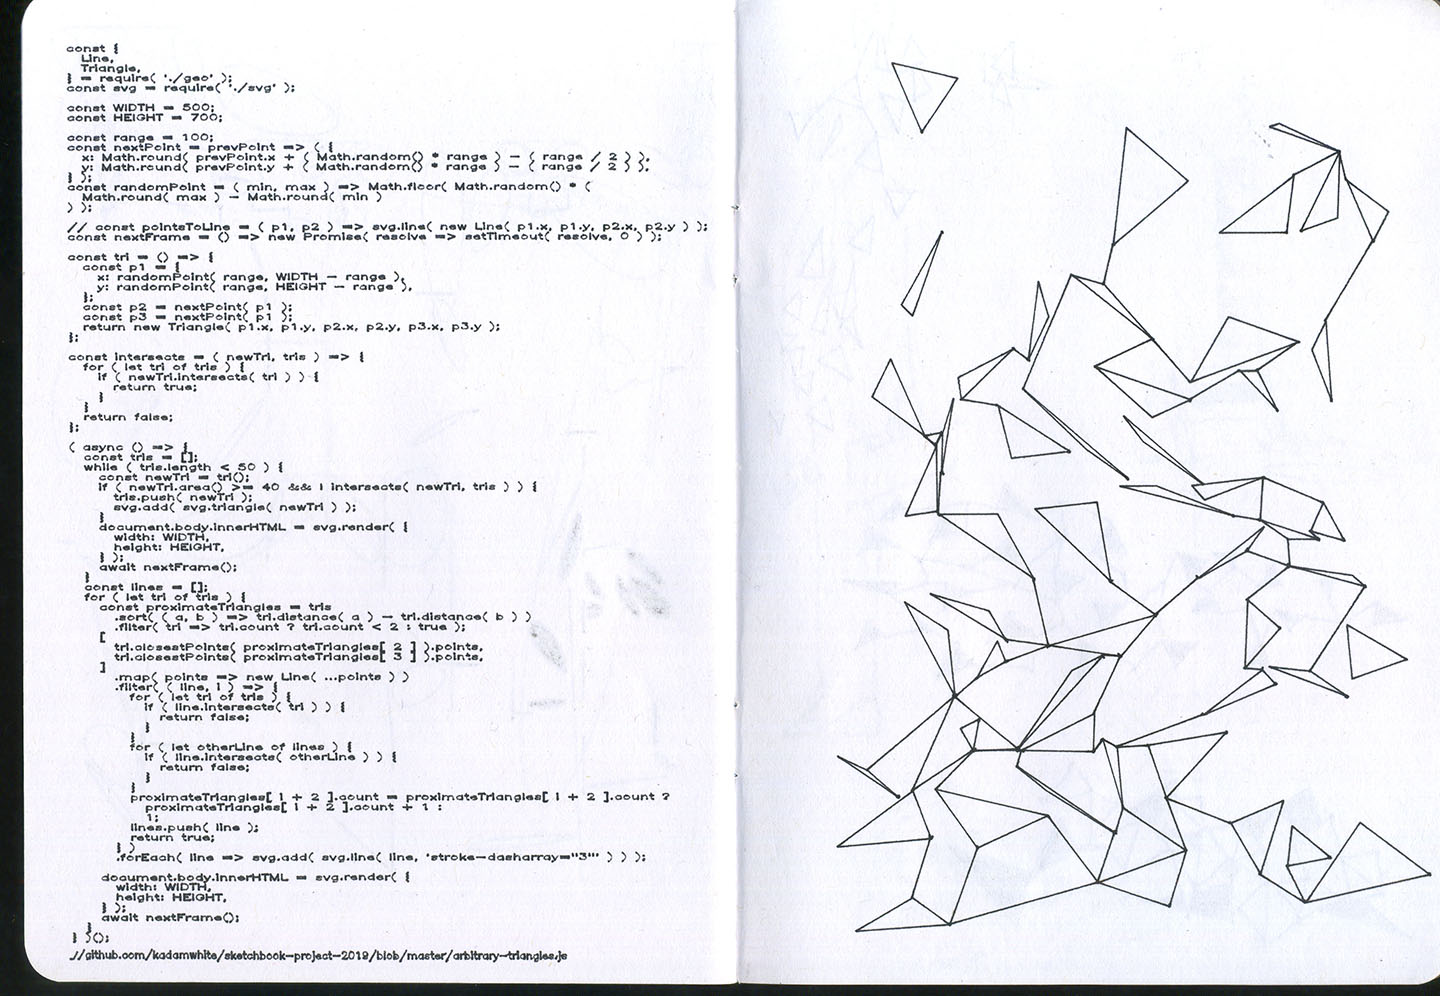 const {
Line,
Triangle,
} = require( './geo' );
const svg = require( './svg' );
const WIDTH = 500;
const HEIGHT = 700;
const range = 100;
const nextPoint = prevPoint => ( {
x: Math.round( prevPoint.x + ( Math.random() * range ) - ( range / 2 ) ),
y: Math.round( prevPoint.y + ( Math.random() * range ) - ( range / 2 ) ),
} );
const randomPoint = ( min, max ) => Math.floor( Math.random() * (
Math.round( max ) - Math.round( min )
) );
// const pointsToLine = ( p1, p2 ) => svg.line( new Line( p1.x, p1.y, p2.x, p2.y ) );
const nextFrame = () => new Promise( resolve => setTimeout( resolve, 0 ) );
const tri = () => {
const p1 = {
x: randomPoint( range, WIDTH - range ),
y: randomPoint( range, HEIGHT - range ),
};
const p2 = nextPoint( p1 );
const p3 = nextPoint( p1 );
return new Triangle( p1.x, p1.y, p2.x, p2.y, p3.x, p3.y );
};
const intersects = ( newTri, tris ) => {
for ( let tri of tris ) {
if ( newTri.intersects( tri ) ) {
return true;
}
}
return false;
};
( async () => {
const tris = [];
while ( tris.length < 50 ) {
const newTri = tri();
if ( newTri.area() >= 40 && ! intersects( newTri, tris ) ) {
tris.push( newTri );
svg.add( svg.triangle( newTri ) );
}
document.body.innerHTML = svg.render( {
width: WIDTH,
height: HEIGHT,
} );
await nextFrame();
}
const lines = [];
for ( let tri of tris ) {
const proximateTriangles = tris
.sort( ( a, b ) => tri.distance( a ) - tri.distance( b ) )
.filter( tri => tri.count ? tri.count < 2 : true );
[
tri.closestPoints( proximateTriangles[ 2 ] ).points,
tri.closestPoints( proximateTriangles[ 3 ] ).points,
]
.map( points => new Line( ...points ) )
.filter( ( line, i ) => {
for ( let tri of tris ) {
if ( line.intersects( tri ) ) {
return false;
}
}
for ( let otherLine of lines ) {
if ( line.intersects( otherLine ) ) {
return false;
}
}
proximateTriangles[ i + 2 ].count = proximateTriangles[ i + 2 ].count ?
proximateTriangles[ i + 2 ].count + 1 :
1;
lines.push( line );
return true;
} )
.forEach( line => svg.add( svg.line( line, 'stroke-dasharray="3"' ) ) );
document.body.innerHTML = svg.render( {
width: WIDTH,
height: HEIGHT,
} );
await nextFrame();
}
} )();
//github.com/kadamwhite/sketchbook-project-2019/blob/master/arbitrary-triangles.js